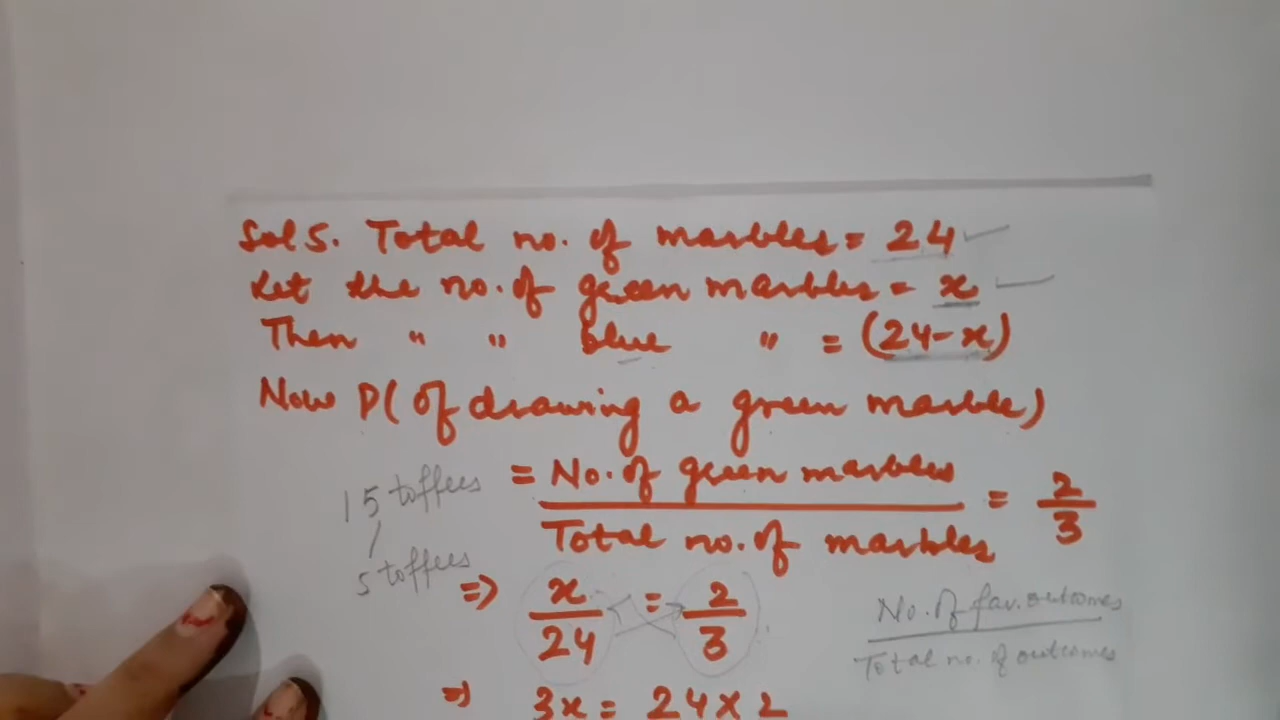 Sol 5. Total no. of marbles = 24
Let the no. of green marbles = x
Then " " blue " = (24-x)
Now P( of drawing a green marble)
= No. of green marbles / Total no. of marbles = 2/3
15 toffees
5 toffees
=> x/24 = 2/3
No. of fav. outcomes
Total no. of outcomes
=> 3x = 24 x 2